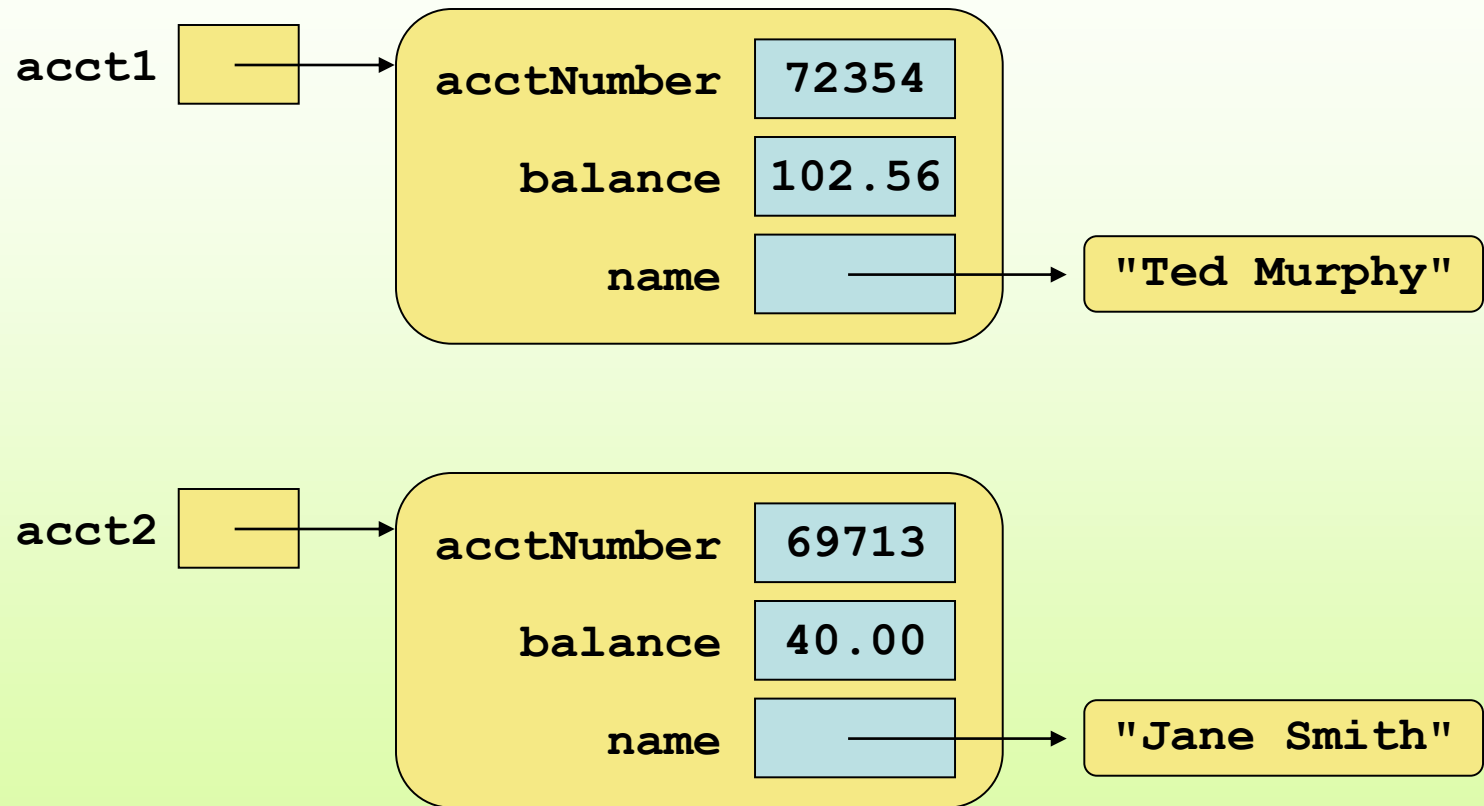 acct1
acctNumber 72354
balance 102.56
name "Ted Murphy"
acct2
acctNumber 69713
balance 40.00
name "Jane Smith"